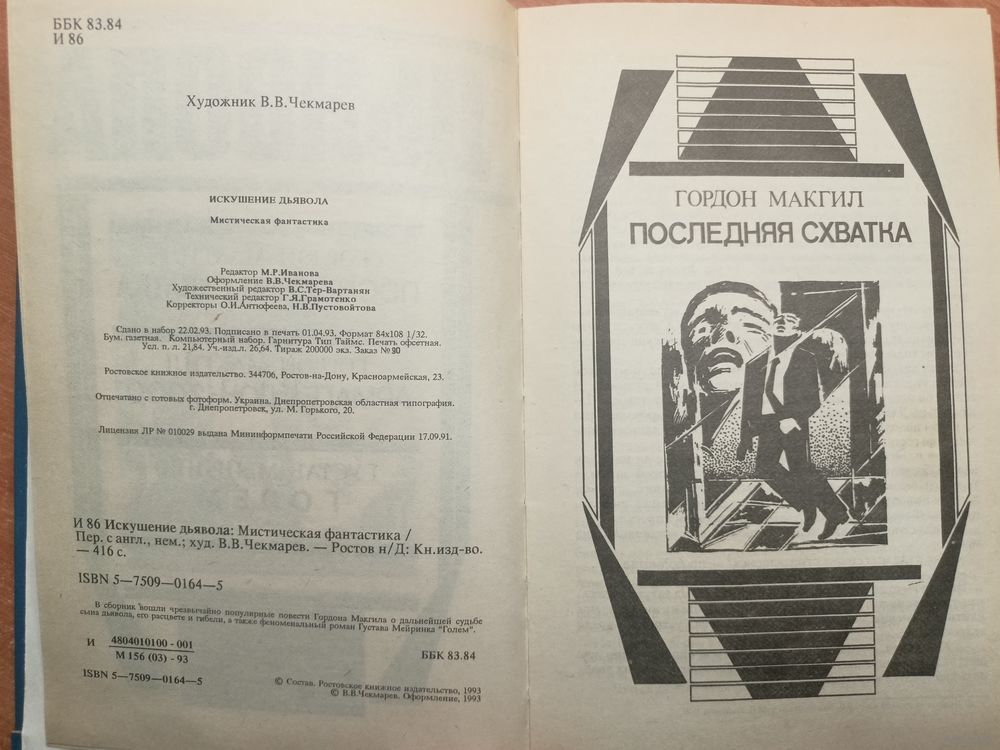 ББК 83.84
И 86
Художник В.В.Чекмарев
ИСКУШЕНИЕ ДЬЯВОЛА
Мистическая фантастика
Редактор М.Р.Иванова
Оформление В.В.Чекмарева
Художественный редактор В.С.Тер-Вартанян
Технический редактор Г.Я.Грамотенко
Корректоры О.И.Антюфеева, Н.В.Пустовойтова
Сдано в набор 22.02.93. Подписано в печать 01.04.93. Формат 84х108 1/32.
Бум. газетная. Компьютерный набор. Гарнитура Тип Таймс. Печать офсетная.
Усл. п. л. 21,84. Уч.-изд.л. 26,64. Тираж 200000 экз. Заказ № 90
Ростовское книжное издательство. 344706, Ростов-на-Дону, Красноармейская, 23.
Отпечатано с готовых фотоформ. Украина. Днепропетровская областная типография.
г. Днепропетровск, ул. М. Горького, 20.
Лицензия ЛР № 010029 выдана Мининформпечати Российской Федерации 17.09.91.
И 86 Искушение дьявола: Мистическая фантастика /
Пер. с англ., нем.; худ. В.В.Чекмарев. — Ростов н/Д: Кн.изд-во.
— 416 с.
ISBN 5—7509—0164—5
В сборник вошли чрезвычайно популярные повести Гордона Макгила о дальнейшей судьбе
сына дьявола, его расцвете и гибели, а также феноменальный роман Густава Мейринка "Голем".
И 4804010100 - 001
М 156 (03) - 93
ББК 83.84
ISBN 5—7509—0164—5
© Состав. Ростовское книжное издательство, 1993
© В.В.Чекмарев. Оформление, 1993
ГОРДОН МАКГИЛ
ПОСЛЕДНЯЯ СХВАТКА